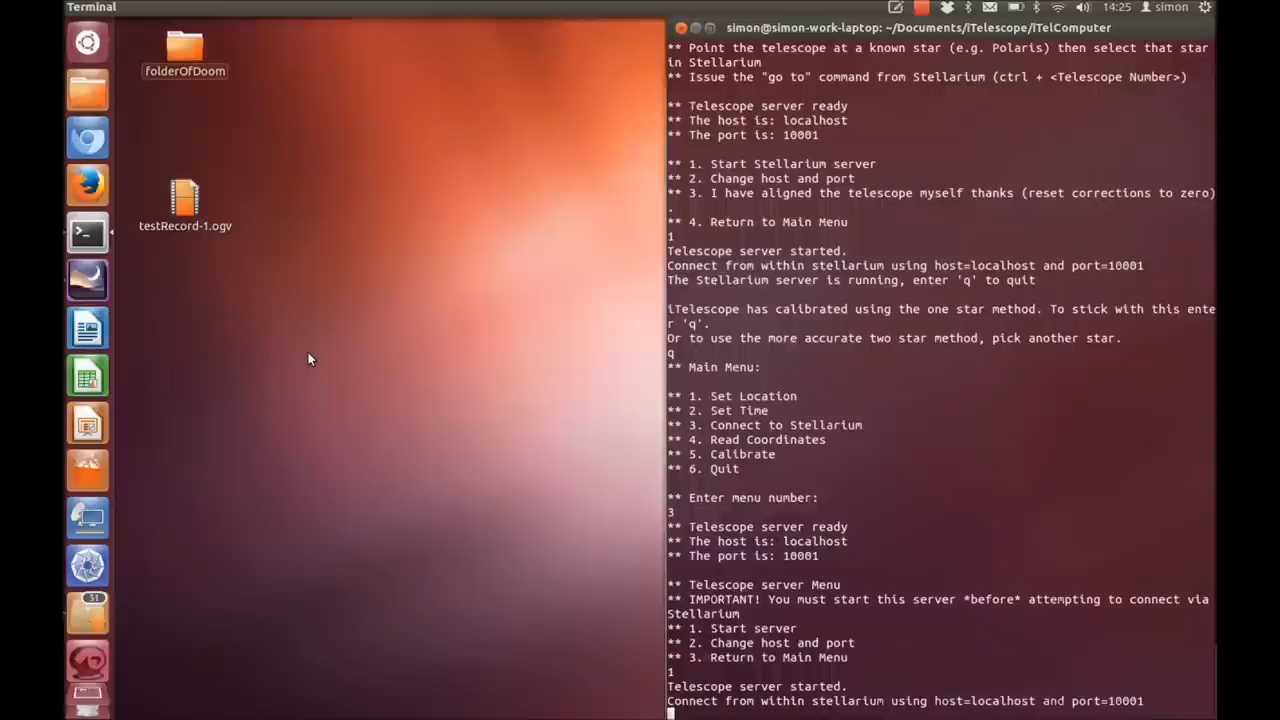 Terminal
14:25
simon
folderOfDoom
testRecord-1.ogv
51
simon@simon-work-laptop: ~/Documents/iTelescope/ITelComputer
** Point the telescope at a known star (e.g. Polaris) then select that star
in Stellarium
** Issue the "go to" command from Stellarium (ctrl + <Telescope Number>)
** Telescope server ready
** The host is: localhost
** The port is: 10001
** 1. Start Stellarium server
** 2. Change host and port
** 3. I have aligned the telescope myself thanks (reset corrections to zero)
.
** 4. Return to Main Menu
1
Telescope server started.
Connect from within stellarium using host=localhost and port=10001
The Stellarium server is running, enter 'q' to quit
iTelescope has calibrated using the one star method. To stick with this ente
r 'q'.
Or to use the more accurate two star method, pick another star.
q
** Main Menu:
** 1. Set Location
** 2. Set Time
** 3. Connect to Stellarium
** 4. Read Coordinates
** 5. Calibrate
** 6. Quit
** Enter menu number:
3
** Telescope server ready
** The host is: localhost
** The port is: 10001
** Telescope server Menu
** IMPORTANT! You must start this server *before* attempting to connect via
Stellarium
** 1. Start server
** 2. Change host and port
** 3. Return to Main Menu
1
Telescope server started.
Connect from within stellarium using host=localhost and port=10001